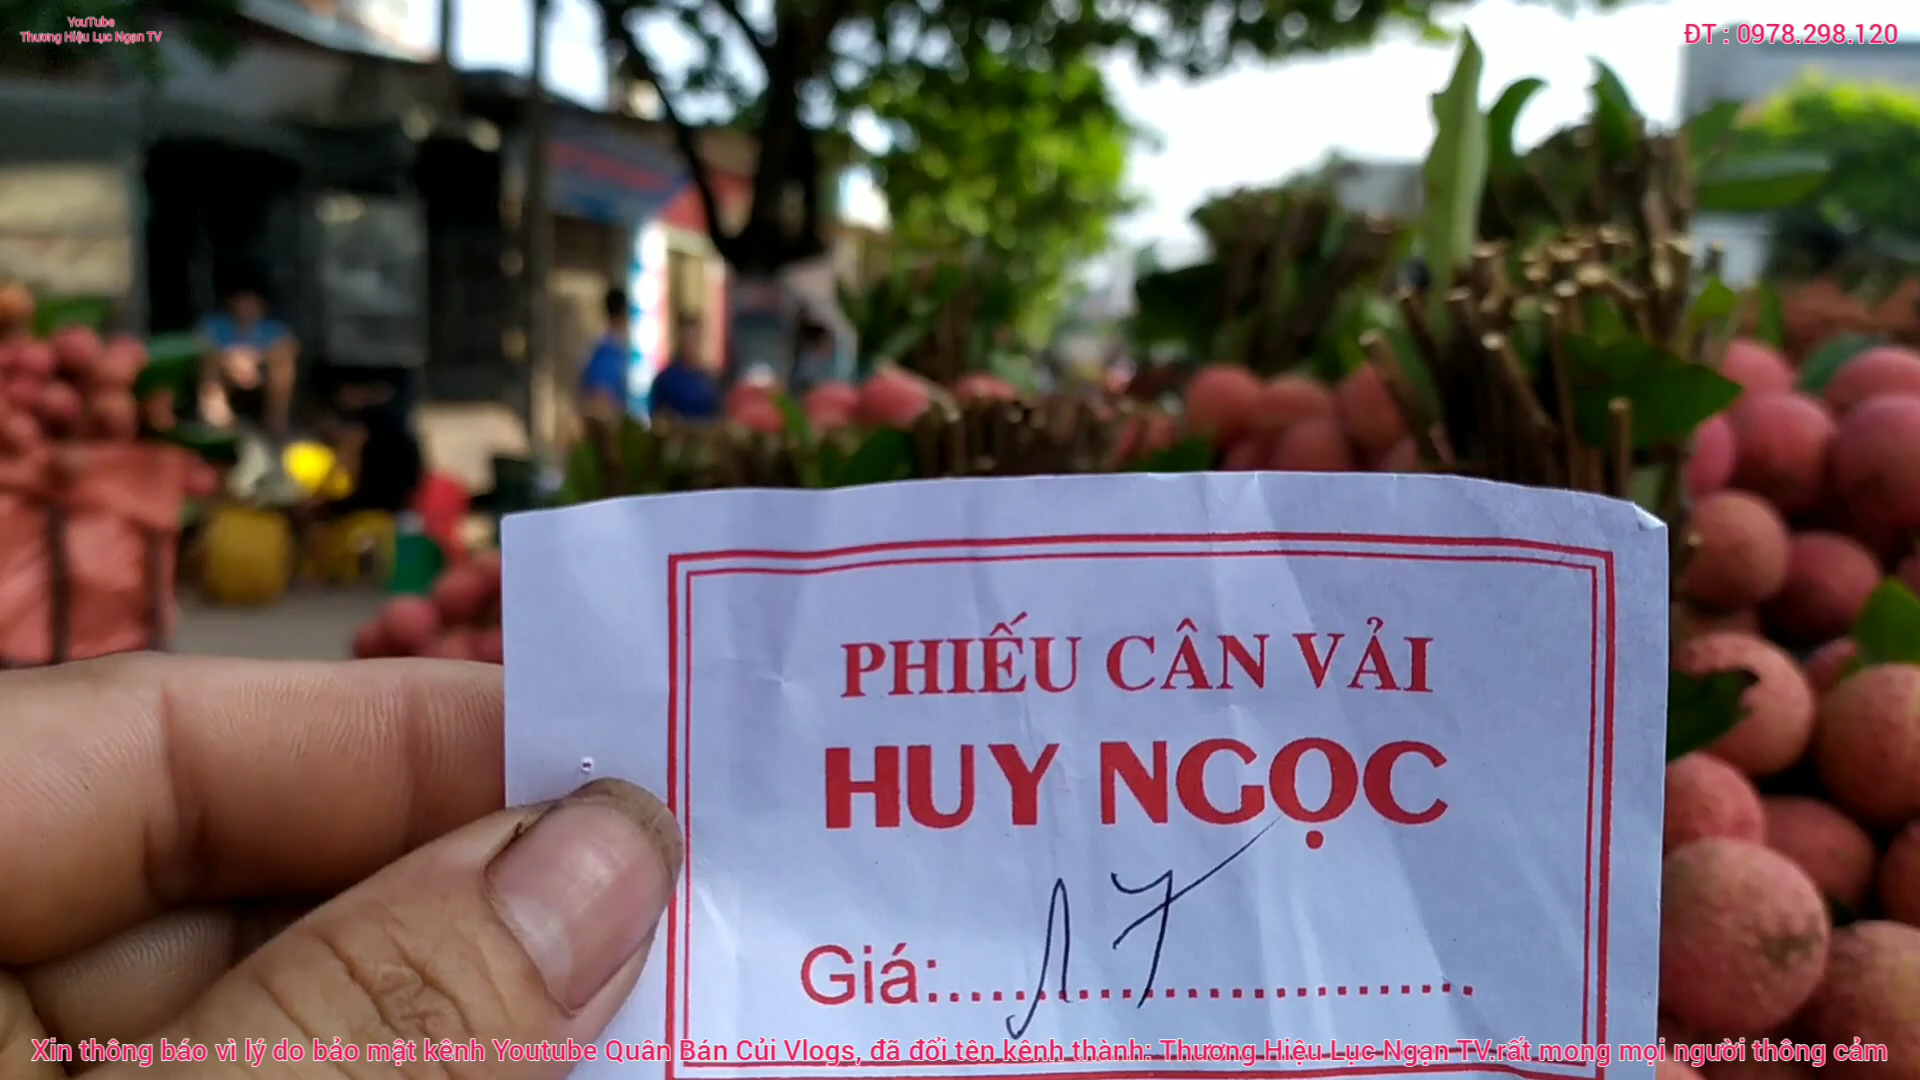 YouTube
Thương Hiệu Lục Ngạn TV
ĐT : 0978.298.120
PHIẾU CÂN VẢI
HUY NGỌC
Giá:....17....
Xin thông báo vì lý do bảo mật kênh Youtube Quân Bán Củi Vlogs, đã đổi tên kênh thành: Thương Hiệu Lục Ngạn TV.rất mong mọi người thông cảm